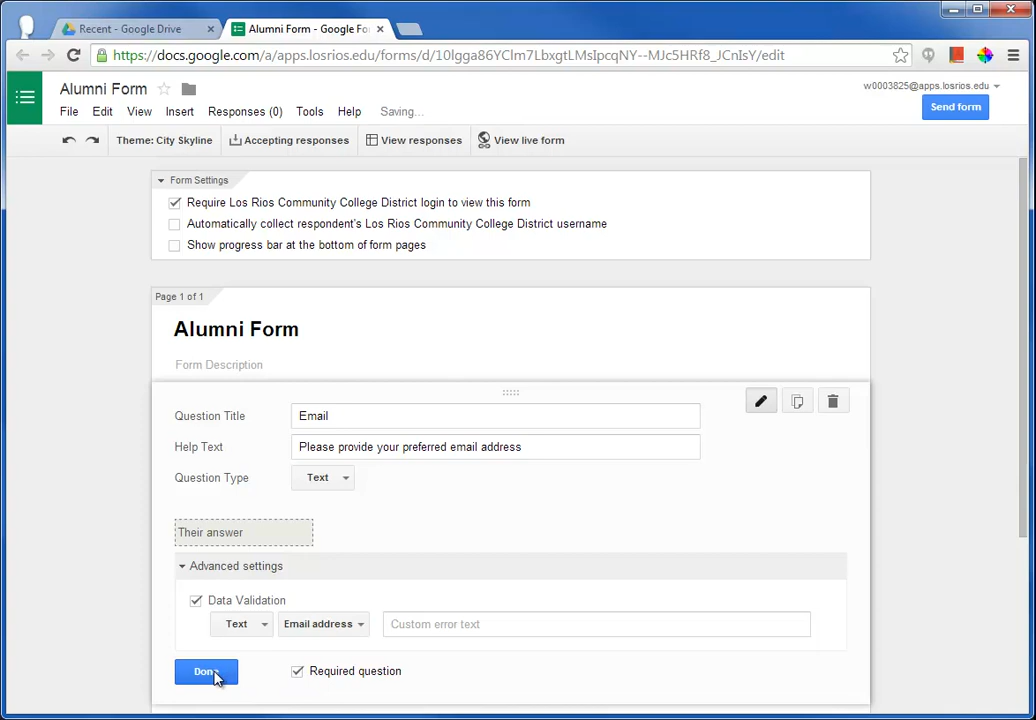 Recent - Google Drive
Alumni Form - Google Fo
https://docs.google.com/a/apps.losrios.edu/forms/d/10lgga86YClm7LbxgtLMsIpcqNY--MJc5HRf8_JCnIsY/edit
Alumni Form
w0003825@apps.losrios.edu
File Edit View Insert Responses (0) Tools Help Saving...
Send form
Theme: City Skyline Accepting responses View responses View live form
Form Settings
Require Los Rios Community College District login to view this form
Automatically collect respondent's Los Rios Community College District username
Show progress bar at the bottom of form pages
Page 1 of 1
Alumni Form
Form Description
Question Title Email
Help Text Please provide your preferred email address
Question Type Text
Their answer
Advanced settings
Data Validation
Text Email address Custom error text
Done Required question